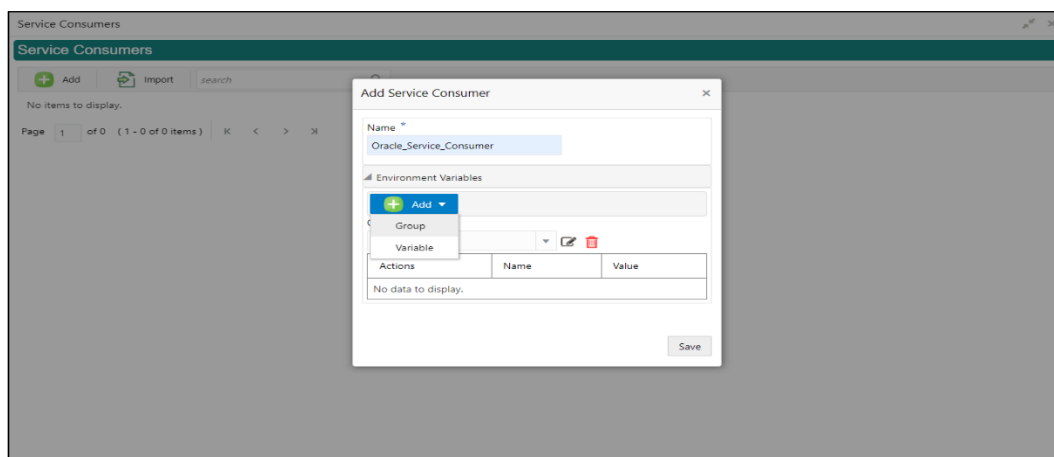 Service Consumers
Service Consumers
Add Import search
No items to display.
Page 1 of 0 (1 - 0 of 0 items)
Add Service Consumer
Name *
Oracle_Service_Consumer
Environment Variables
Add
Group
Variable
Actions Name Value
No data to display.
Save